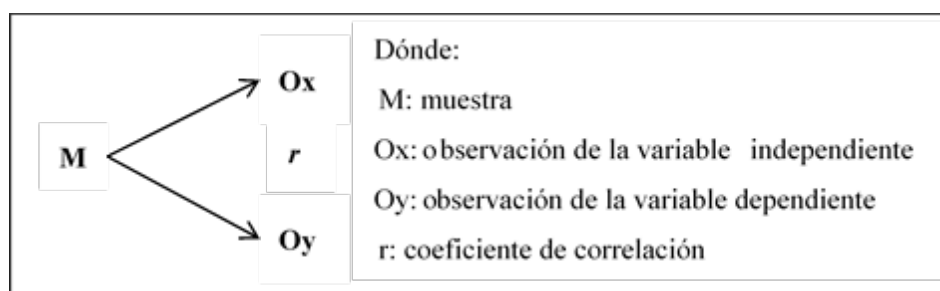 M
Ox
r
Oy
Dónde:
M: muestra
Ox: observación de la variable independiente
Oy: observación de la variable dependiente
r: coeficiente de correlación